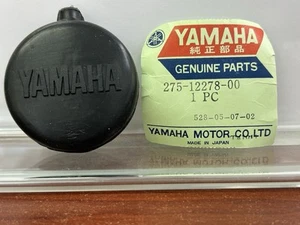 YAMAHA
YAMAHA
純正部品
GENUINE PARTS
275-12278-00
1 PC
528-05-07-02
YAMAHA MOTOR CO.,LTD
MADE IN JAPAN